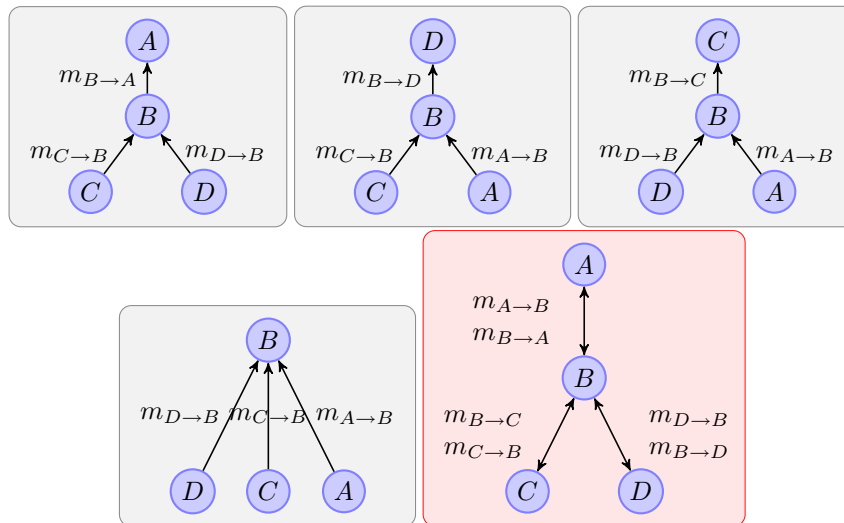 A
m_{B→A}
B
m_{C→B} m_{D→B}
C D
D
m_{B→D}
B
m_{C→B} m_{A→B}
C A
C
m_{B→C}
B
m_{D→B} m_{A→B}
D A
B
m_{D→B} m_{C→B} m_{A→B}
D C A
A
m_{A→B}
m_{B→A}
B
m_{B→C} m_{D→B}
m_{C→B} m_{B→D}
C D